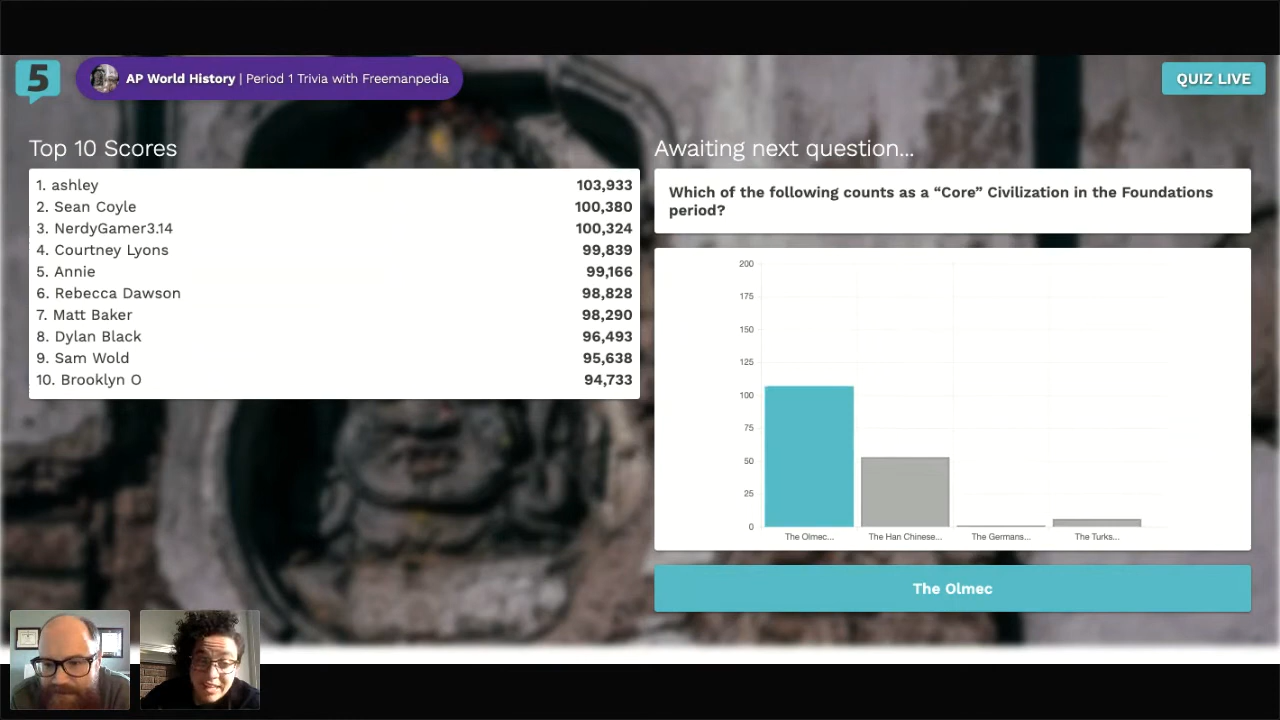 5
AP World History | Period 1 Trivia with Freemanpedia
QUIZ LIVE
Top 10 Scores
1. ashley 103,933
2. Sean Coyle 100,380
3. NerdyGamer3.14 100,324
4. Courtney Lyons 99,839
5. Annie 99,166
6. Rebecca Dawson 98,828
7. Matt Baker 98,290
8. Dylan Black 96,493
9. Sam Wold 95,638
10. Brooklyn O 94,733
Awaiting next question...
Which of the following counts as a “Core” Civilization in the Foundations
period?
200
175
150
125
100
75
50
25
0
The Olmec... The Han Chinese... The Germans... The Turks...
The Olmec